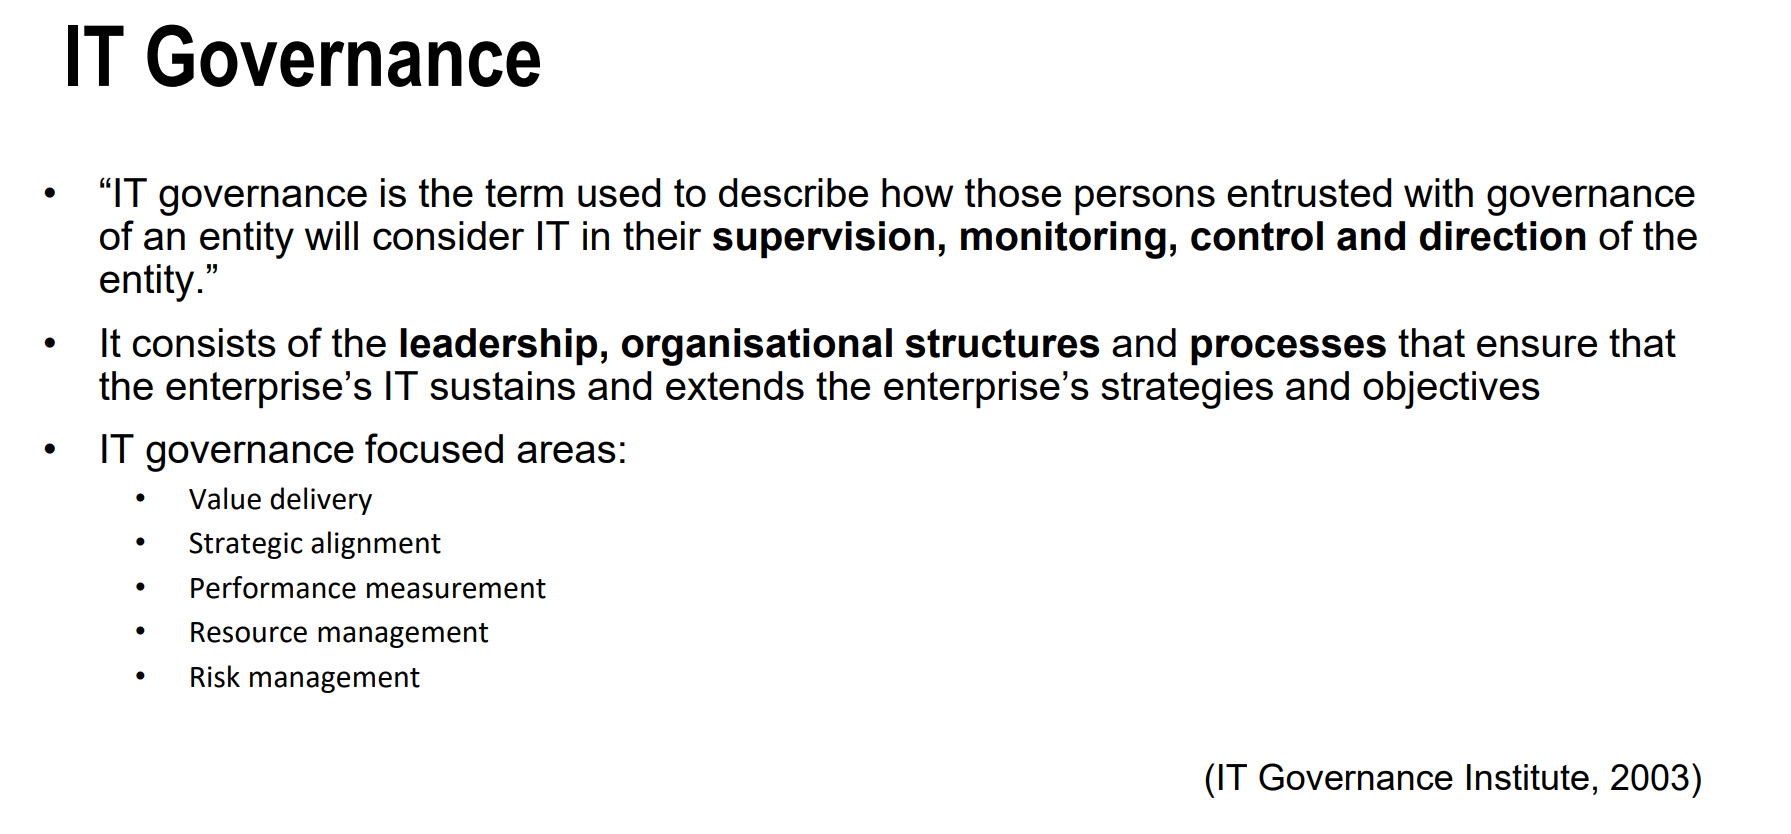 IT Governance
• “IT governance is the term used to describe how those persons entrusted with governance
of an entity will consider IT in their supervision, monitoring, control and direction of the
entity.”
• It consists of the leadership, organisational structures and processes that ensure that
the enterprise’s IT sustains and extends the enterprise’s strategies and objectives
• IT governance focused areas:
• Value delivery
• Strategic alignment
• Performance measurement
• Resource management
• Risk management
(IT Governance Institute, 2003)